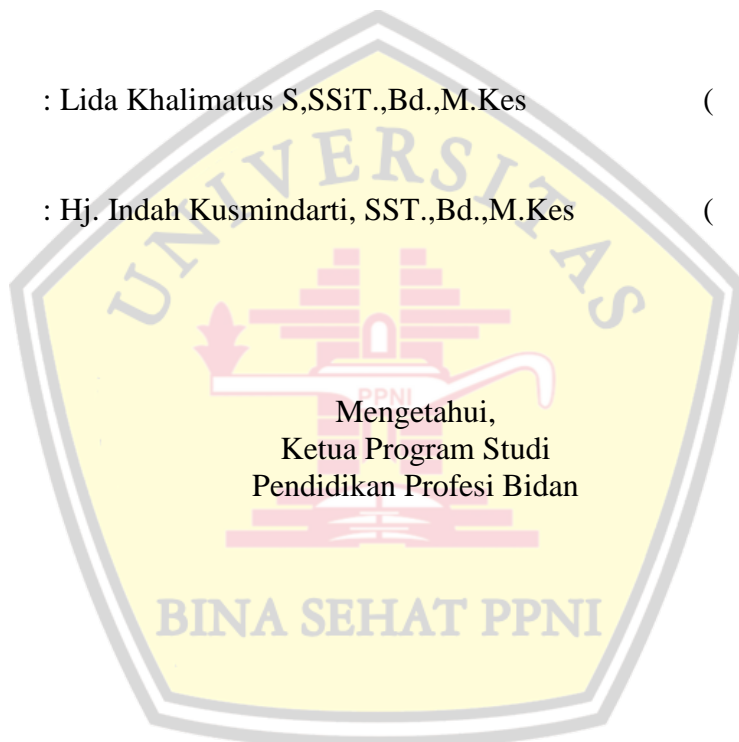 : Lida Khalimatus S,SSiT.,Bd.,M.Kes (
UNIVERSITAS
: Hj. Indah Kusmindarti, SST.,Bd.,M.Kes (
PPNI
Mengetahui,
Ketua Program Studi
Pendidikan Profesi Bidan
BINA SEHAT PPNI